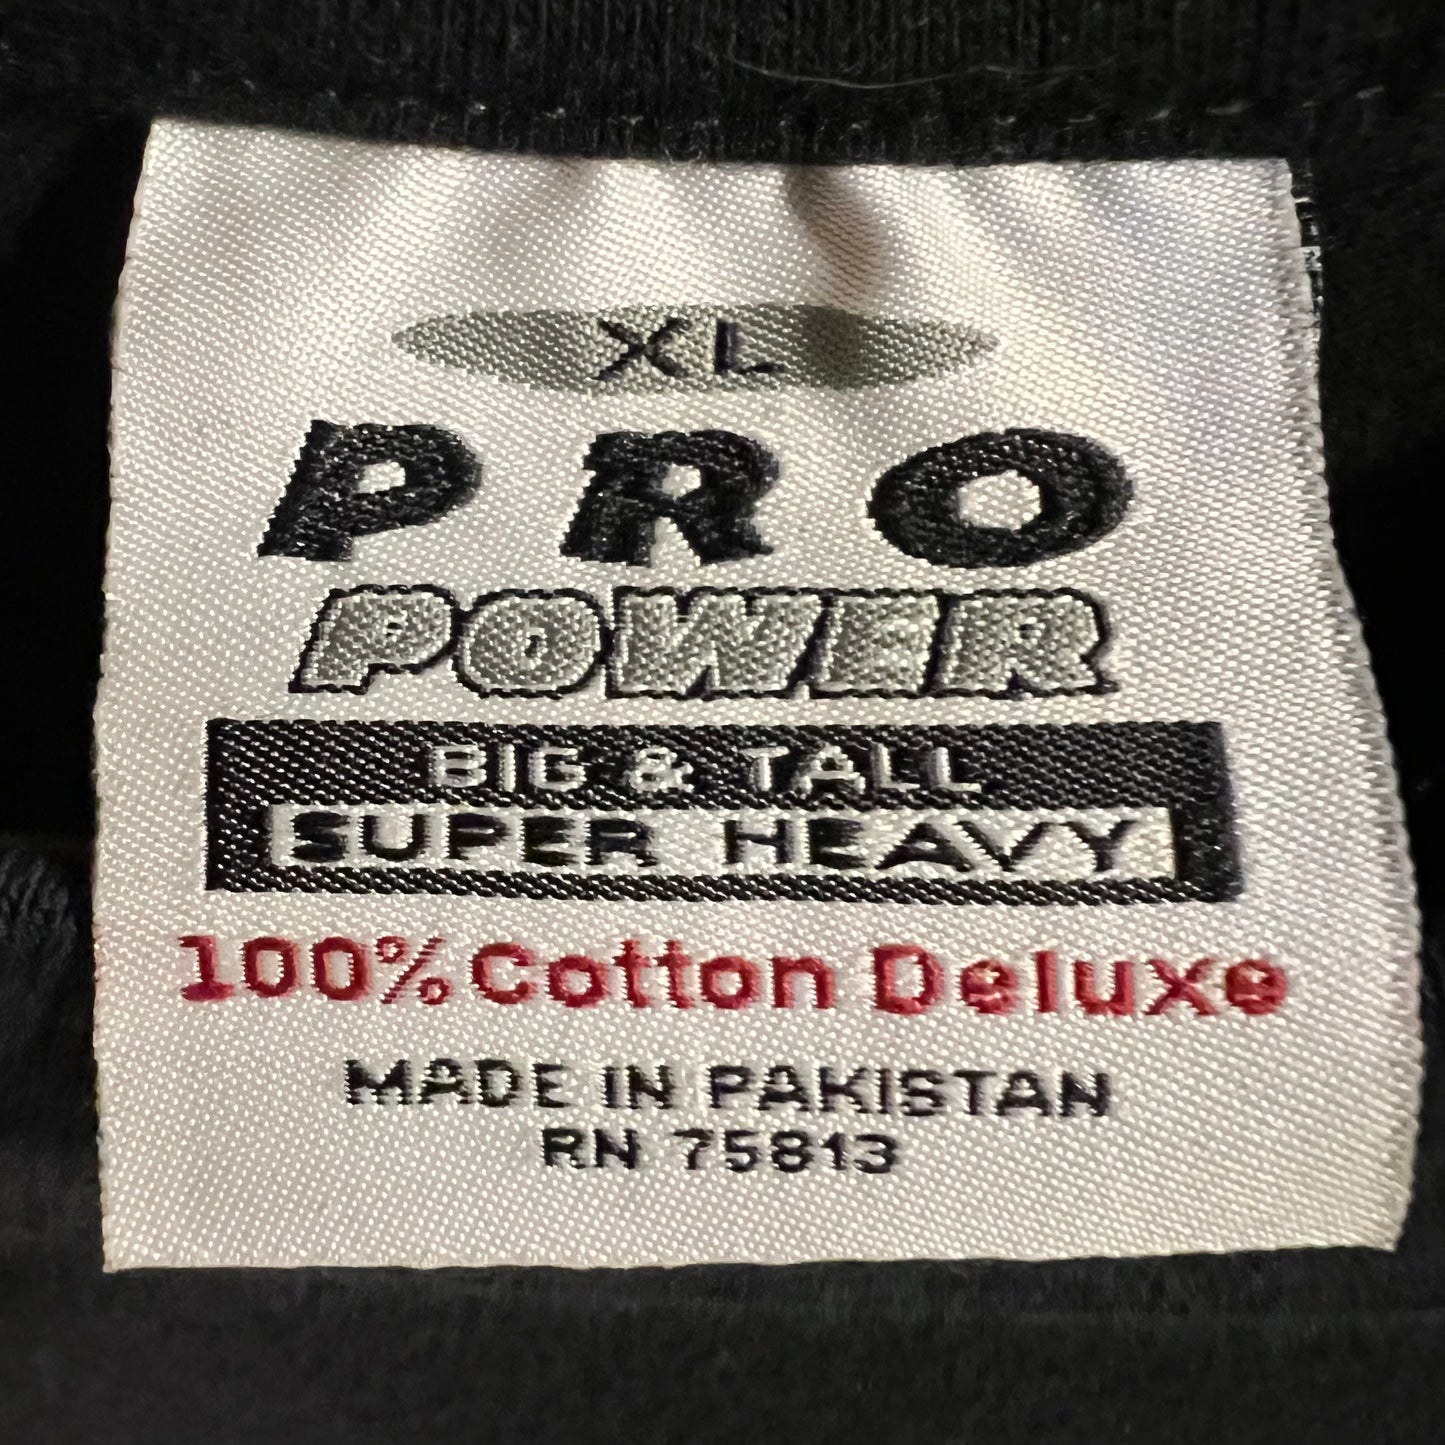 XL
PRO
POWER
BIG & TALL
SUPER HEAVY
100% Cotton Deluxe
MADE IN PAKISTAN
RN 75813